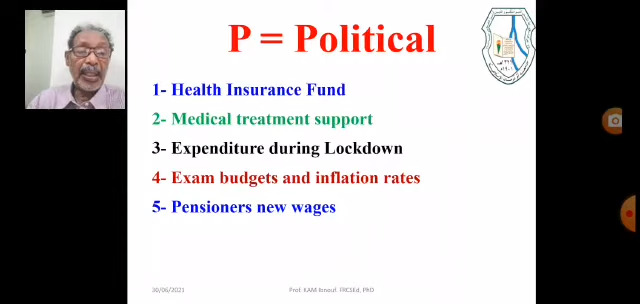 P = Political
1- Health Insurance Fund
2- Medical treatment support
3- Expenditure during Lockdown
4- Exam budgets and inflation rates
5- Pensioners new wages
30/06/2021
Prof. KAM Ibnouf. FRCSEd, PhD